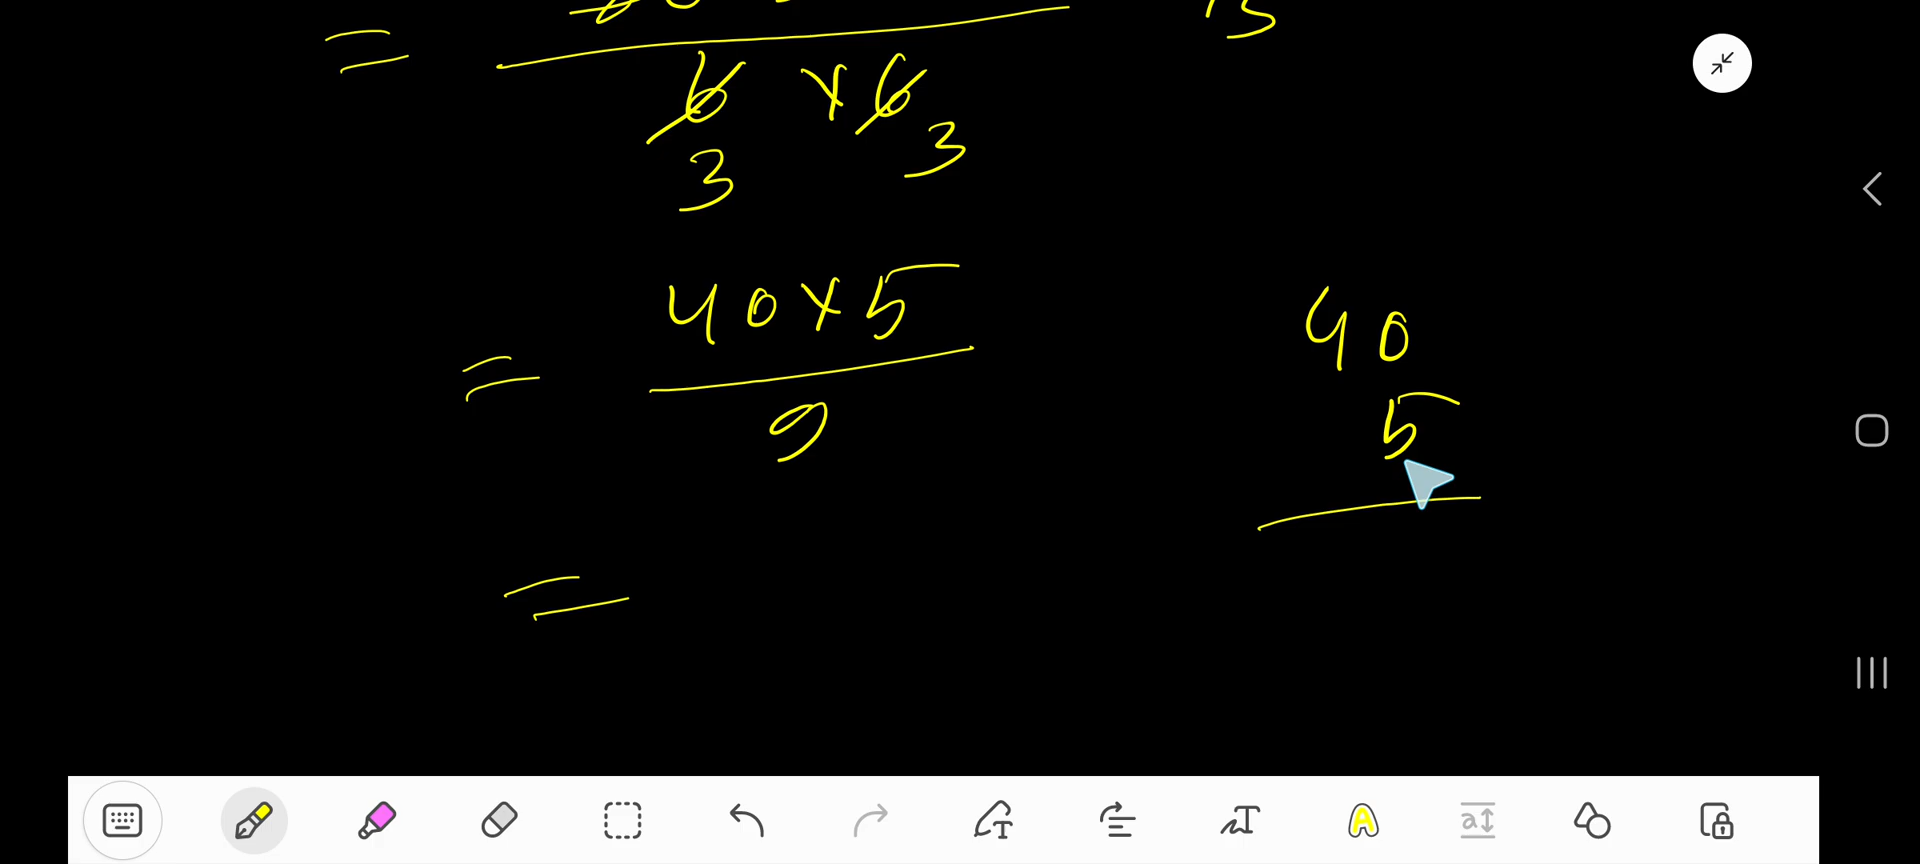 =
6 × 6
3 3
= 40 × 5 / 9
40
5
=